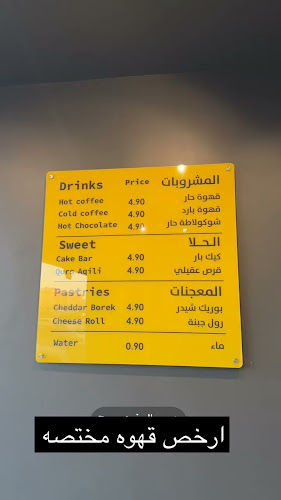 Drinks Price المشروبات
Hot coffee 4.90 قهوة حار
Cold coffee 4.90 قهوة بارد
Hot Chocolate 4.90 شوكولاطة حار
Sweet الحلا
Cake Bar 4.90 كيك بار
Qurs Aqili 4.90 قرص عقيلي
Pastries المعجنات
Cheddar Borek 4.90 بوريك شيدر
Cheese Roll 4.90 رول جبنة
Water 0.90 ماء
ارخص قهوه مختصه